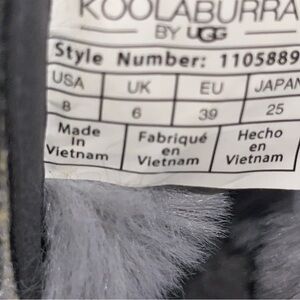 KOOLABURRA
BY UGG
Style Number: 1105889
USA UK EU JAPAN
8 6 39 25
Made Fabriqué Hecho
In en en
Vietnam Vietnam Vietnam